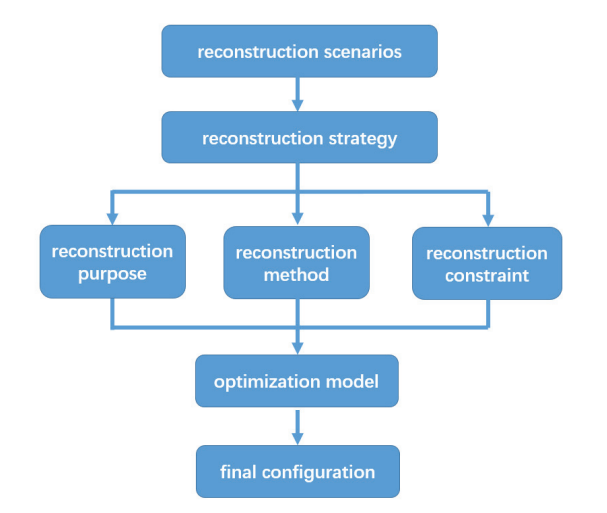 reconstruction scenarios
reconstruction strategy
reconstruction
purpose
reconstruction
method
reconstruction
constraint
optimization model
final configuration